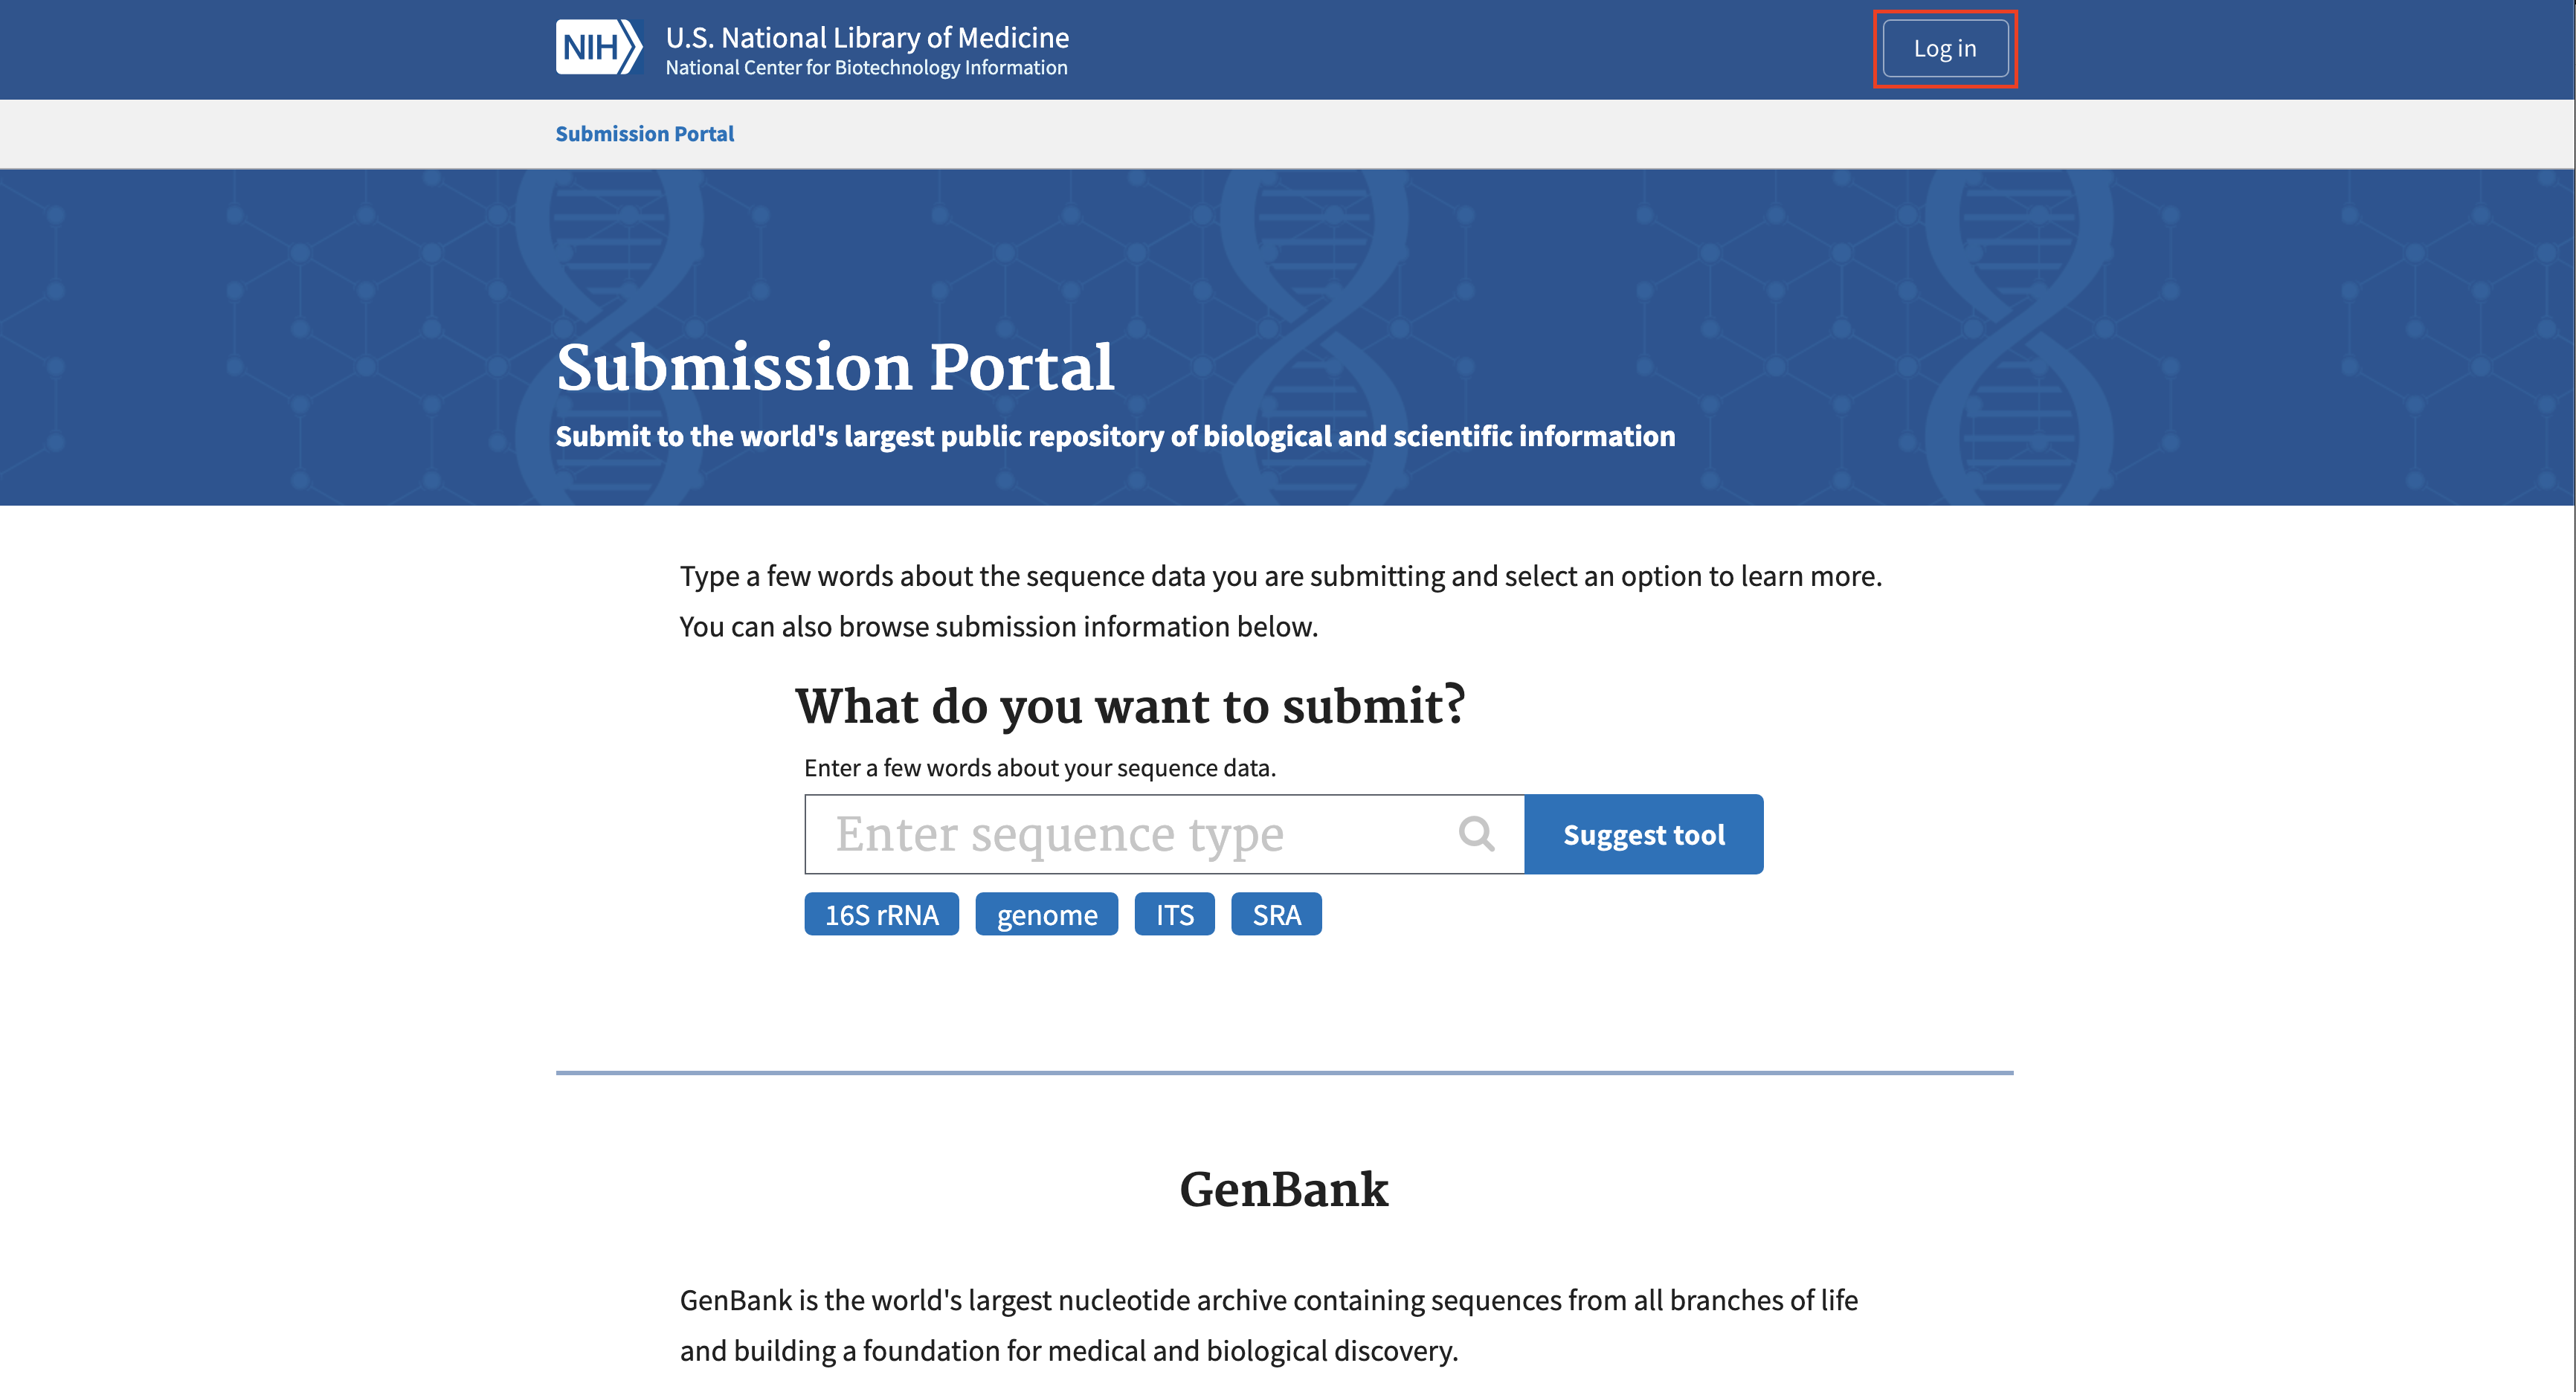 NIH
U.S. National Library of Medicine
National Center for Biotechnology Information
Log in
Submission Portal
Submission Portal
Submit to the world's largest public repository of biological and scientific information
Type a few words about the sequence data you are submitting and select an option to learn more.
You can also browse submission information below.
What do you want to submit?
Enter a few words about your sequence data.
Enter sequence type
Suggest tool
16S rRNA genome ITS SRA
GenBank
GenBank is the world's largest nucleotide archive containing sequences from all branches of life
and building a foundation for medical and biological discovery.